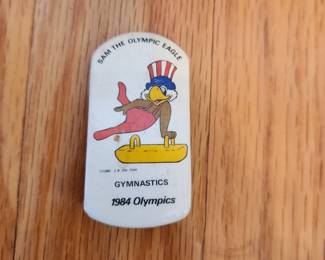 SAM THE OLYMPIC EAGLE
GYMNASTICS
1984 Olympics